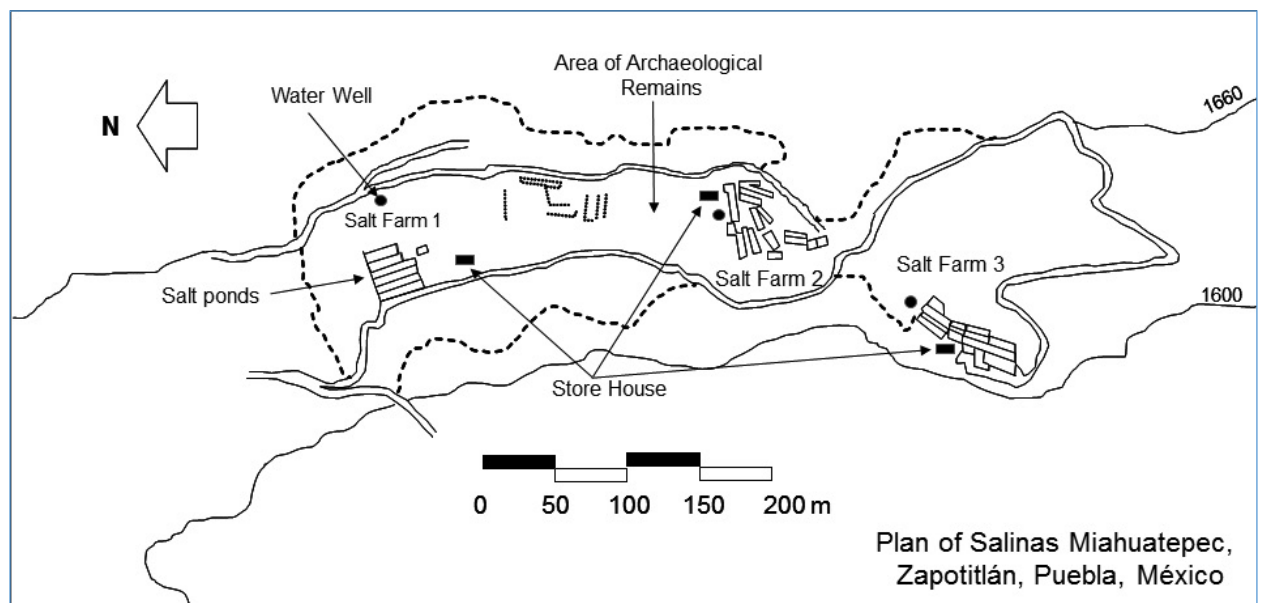 Area of Archaeological
Remains
Water Well
1660
N
Salt Farm 1
Salt Farm 3
Salt Farm 2
Salt ponds
1600
Store House
0 50 100 150 200 m
Plan of Salinas Miahuatepec,
Zapotitlán, Puebla, México